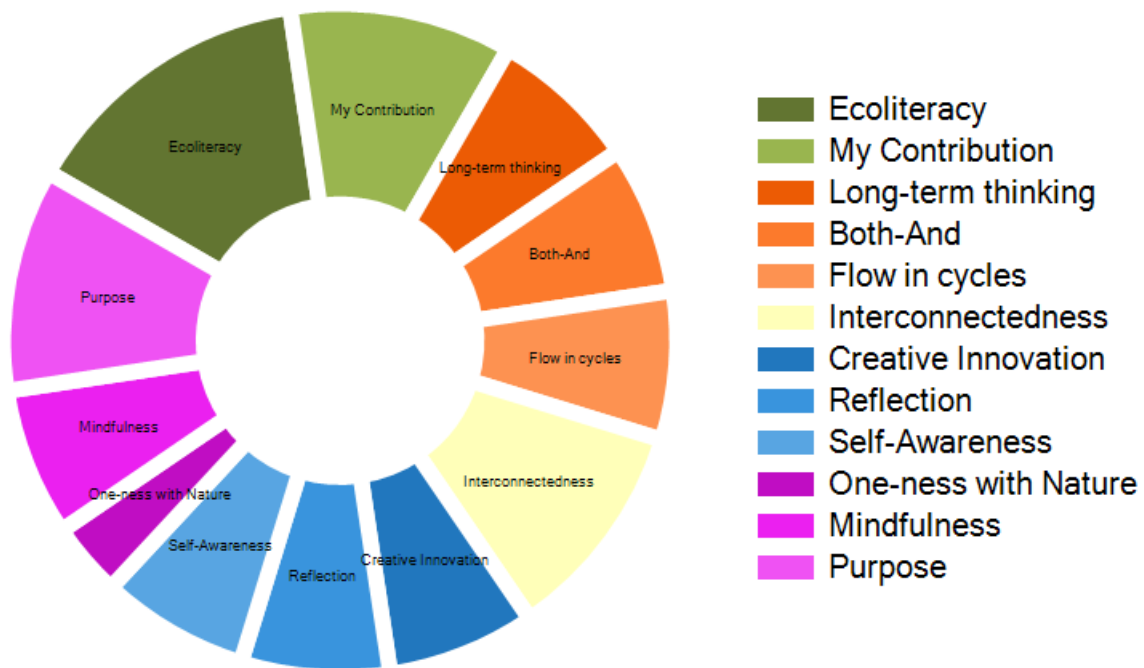 My Contribution
Ecoliteracy
Long-term thinking
Both-And
Purpose
Flow in cycles
Mindfulness
Interconnectedness
One-ness with Nature
Self-Awareness
Creative Innovation
Reflection
Ecoliteracy
My Contribution
Long-term thinking
Both-And
Flow in cycles
Interconnectedness
Creative Innovation
Reflection
Self-Awareness
One-ness with Nature
Mindfulness
Purpose